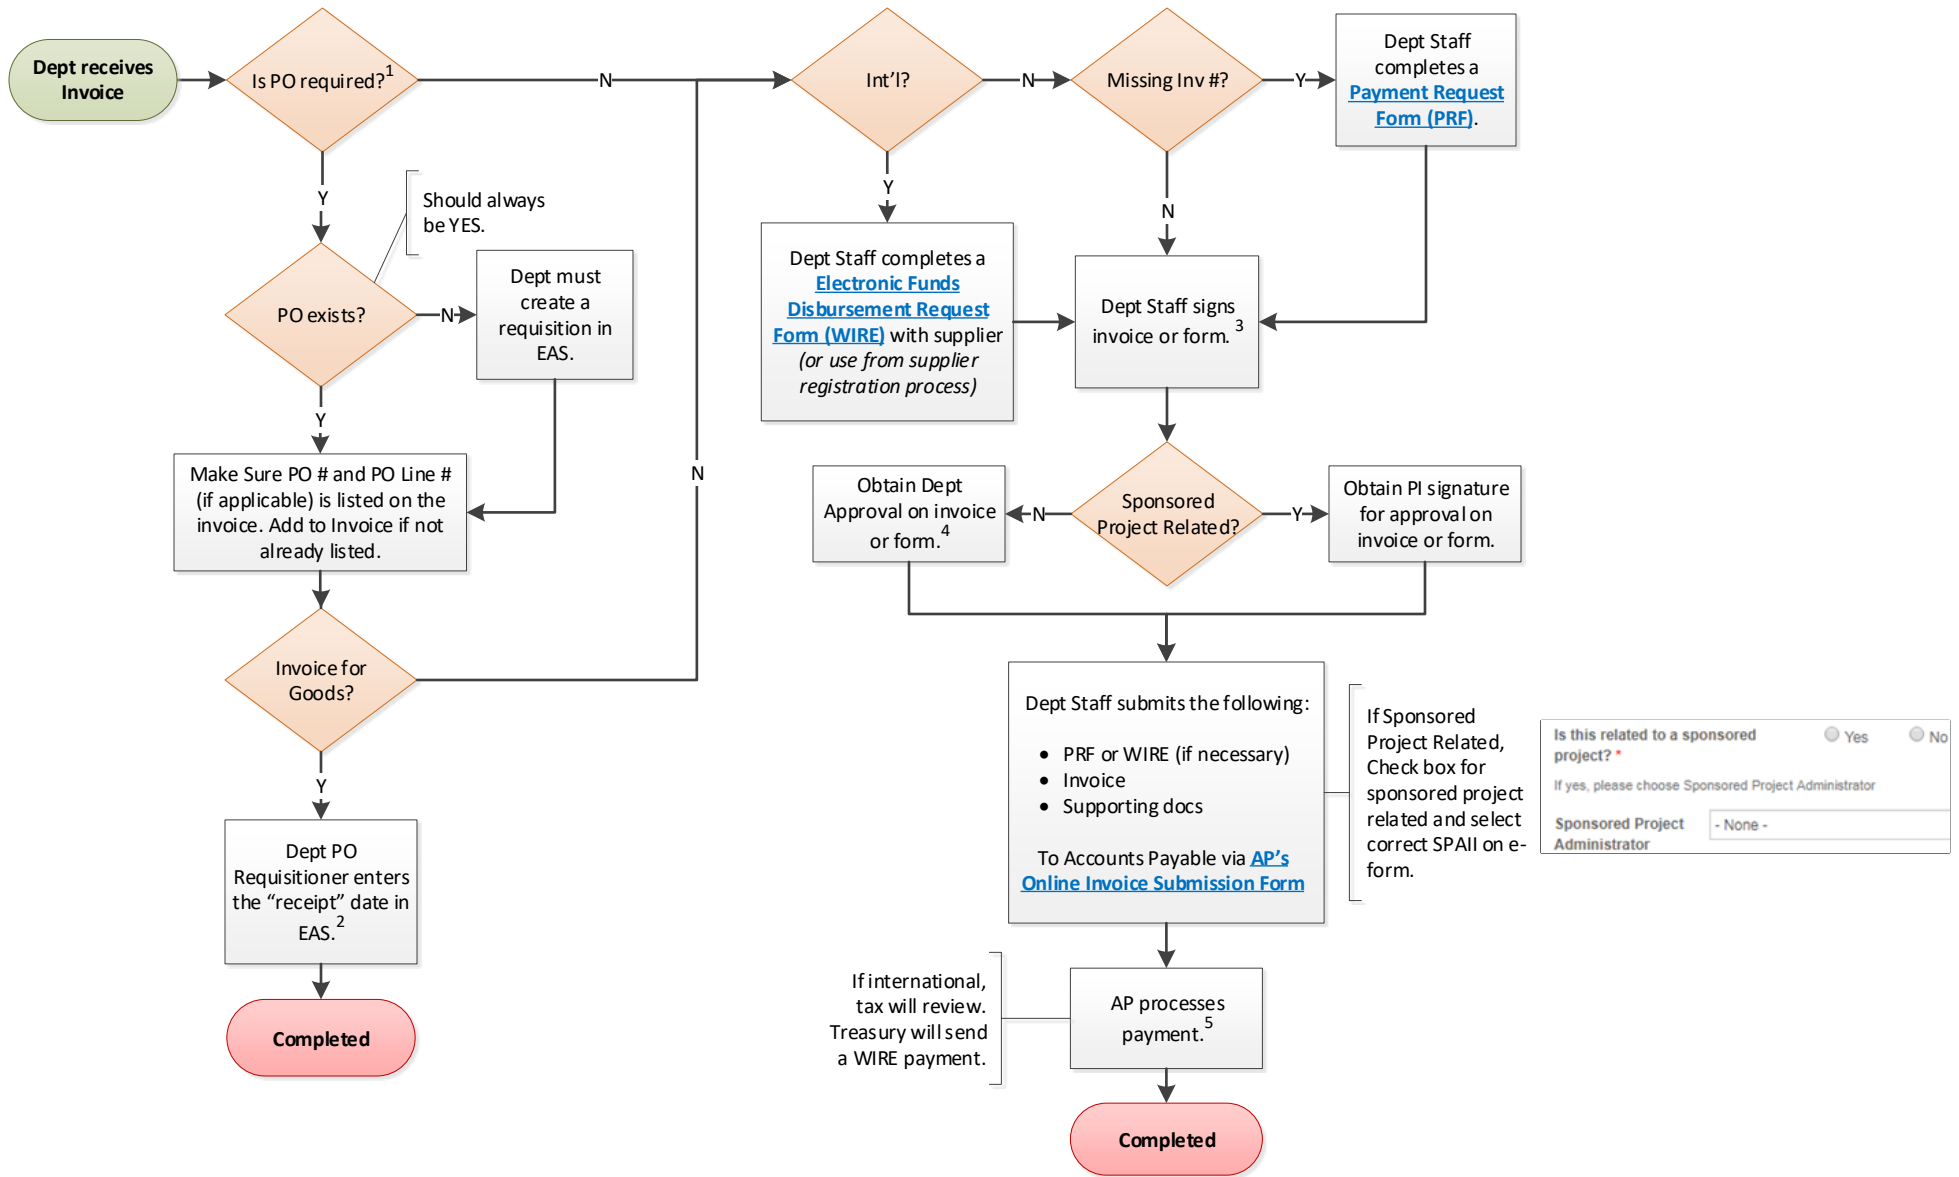 Dept receives
Invoice
Is PO required?1
N
Int'l?
N
Missing Inv #?
Y
Dept Staff
completes a
Payment Request
Form (PRF).
Y
Should always
be YES.
PO exists?
N
Dept must
create a
requisition in
EAS.
Y
Make Sure PO # and PO Line #
(if applicable) is listed on the
invoice. Add to Invoice if not
already listed.
Invoice for
Goods?
N
Y
Dept PO
Requisitioner enters
the “receipt” date in
EAS.2
Completed
Y
Dept Staff completes a
Electronic Funds
Disbursement Request
Form (WIRE) with supplier
(or use from supplier
registration process)
N
Dept Staff signs
invoice or form. 3
Sponsored
Project Related?
N
Obtain Dept
Approval on invoice
or form.4
Y
Obtain PI signature
for approval on
invoice or form.
Dept Staff submits the following:
• PRF or WIRE (if necessary)
• Invoice
• Supporting docs
To Accounts Payable via AP's
Online Invoice Submission Form
If Sponsored
Project Related,
Check box for
sponsored project
related and select
correct SPAII on e-
form.
Is this related to a sponsored
project? *
Yes
No
If yes, please choose Sponsored Project Administrator
Sponsored Project
Administrator
- None -
If international,
tax will review.
Treasury will send
a WIRE payment.
AP processes
payment.5
Completed